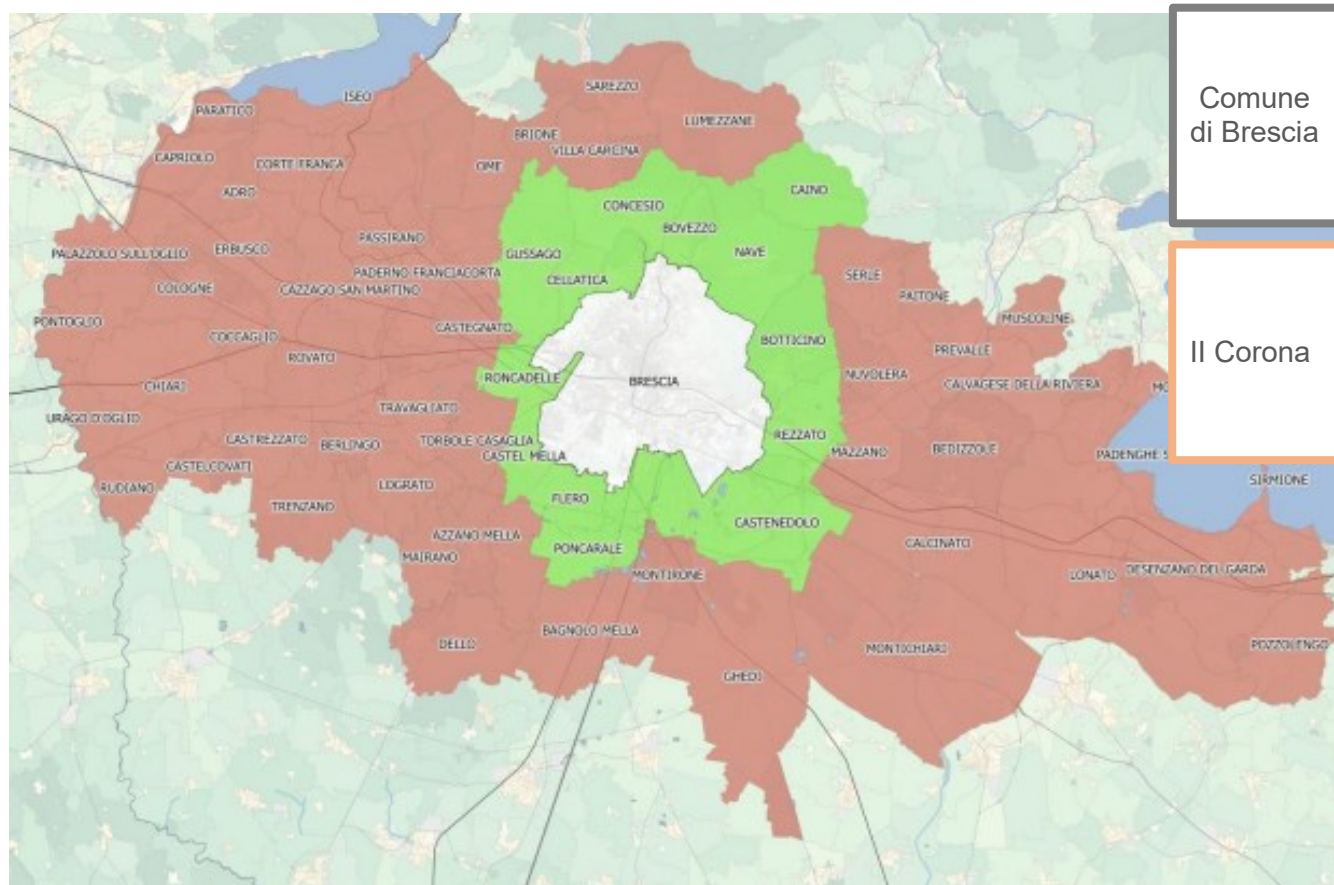 Comune
di Brescia
II Corona
SAREZZO
ISEO
PARATICO
LUMEZZANE
BRIONE
VILLA CARCINA
CAPRIOLO
CORTE FRANCA
OME
ADRO
CAINO
CONCESIO
BOVEZZO
PASSIRANO
ERBUSCO
PALAZZOLO SULL'OGLIO
GUSSAGO
NAVE
PADERNO FRANCIACORTA
SERLE
CELLATICA
COLOGNE
CAZZAGO SAN MARTINO
PAITONE
PONTOGLIO
CASTEGNATO
MUSCOLINE
COCCAGLIO
BOTTICINO
ROVATO
PREVALLE
RONCADELLE
BRESCIA
NUVOLERA
CHIARI
CALVAGESE DELLA RIVIERA
MO
TRAVAGLIATO
URAGO D'OGLIO
CASTREZZATO
BERLINGO
TORBOLE CASAGLIA
REZZATO
CASTEL MELLA
MAZZANO
BEDIZZOLE
PADENGHE S
CASTELCOVATI
SIRMIONE
RUDIANO
LOGRATO
FLERO
TRENZANO
CASTENEDOLO
AZZANO MELLA
PONCARALE
CALCINATO
MAIRANO
MONTIRONE
LONATO
DESENZANO DEL GARDA
BAGNOLO MELLA
DELLO
MONTICHIARI
POZZOLENGO
GHEDI